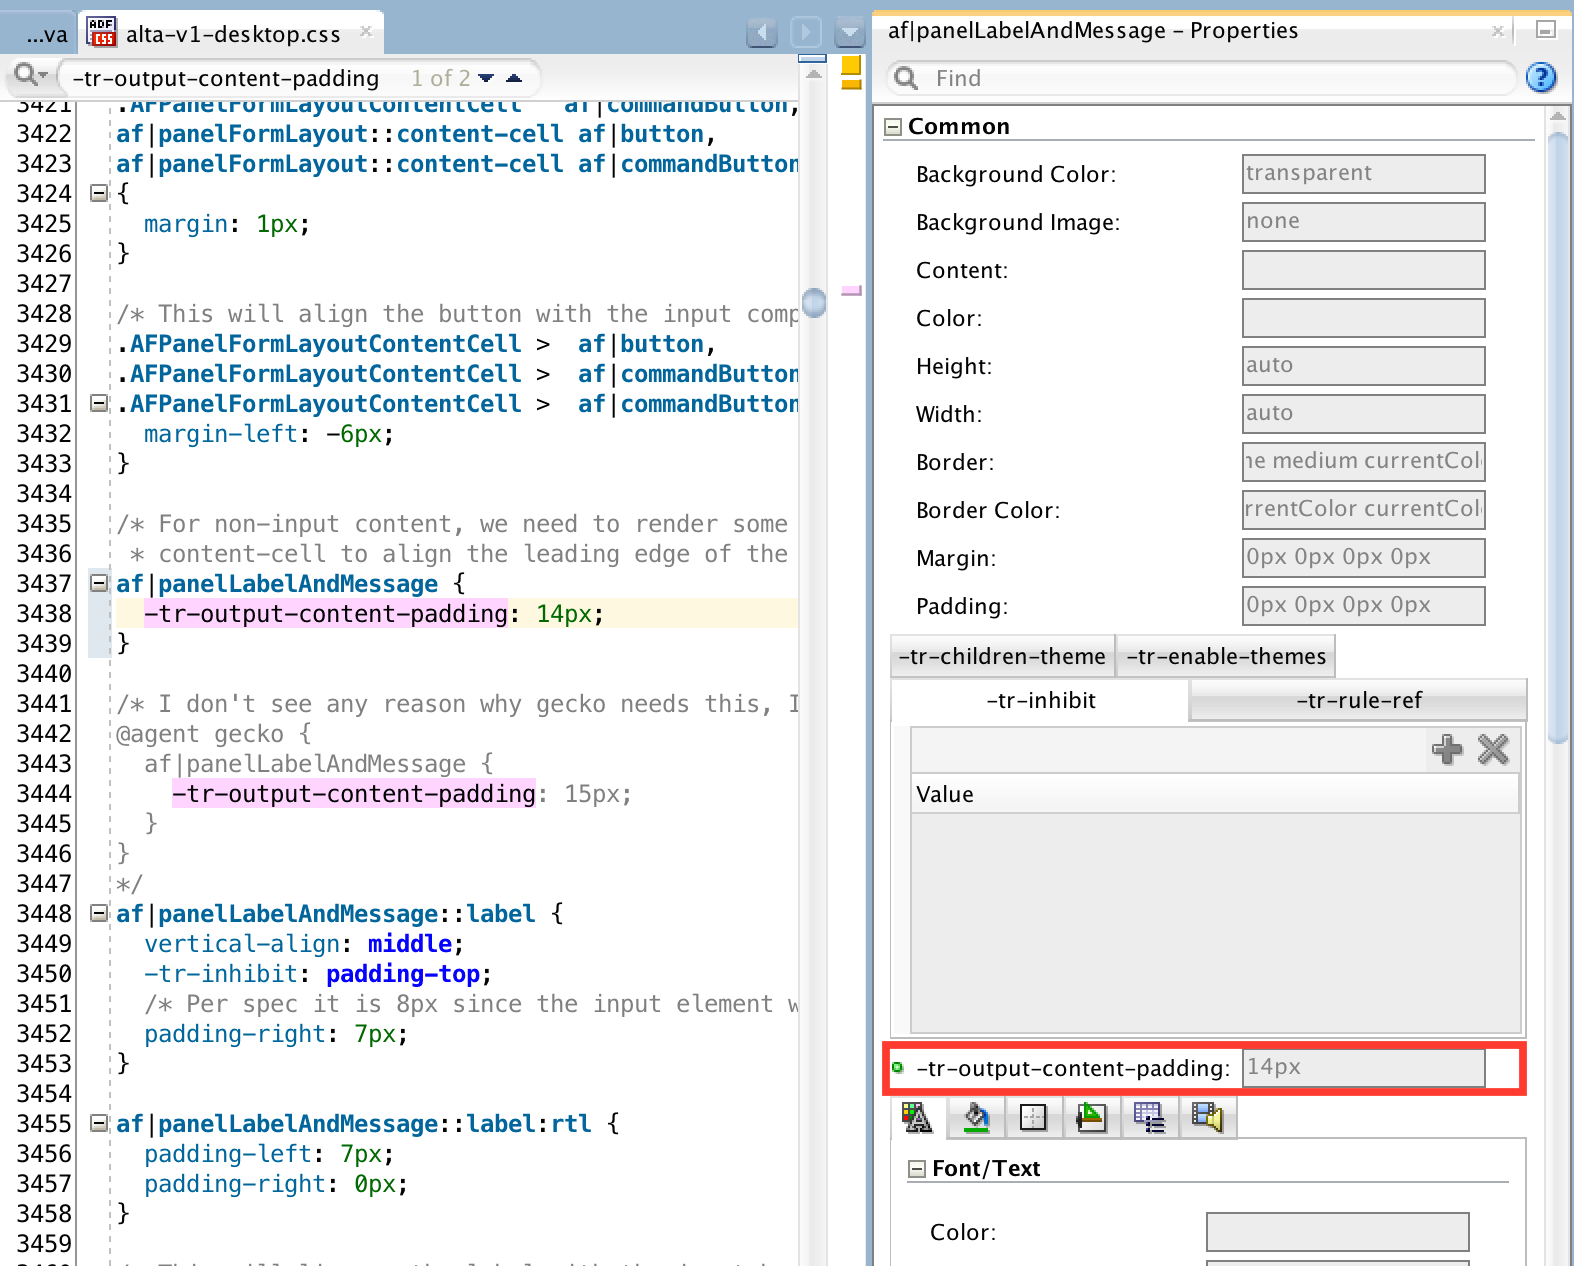 ...va
ADF CSS alta-v1-desktop.css
-tr-output-content-padding 1 of 2
3421 .AFPanelFormLayoutContentCell af|commandButton,
3422 af|panelFormLayout::content-cell af|button,
3423 af|panelFormLayout::content-cell af|commandButton
3424 {
3425 margin: 1px;
3426 }
3427
3428 /* This will align the button with the input comp
3429 .AFPanelFormLayoutContentCell > af|button,
3430 .AFPanelFormLayoutContentCell > af|commandButton
3431 .AFPanelFormLayoutContentCell > af|commandButton
3432 margin-left: -6px;
3433 }
3434
3435 /* For non-input content, we need to render some
3436 * content-cell to align the leading edge of the
3437 af|panelLabelAndMessage {
3438 -tr-output-content-padding: 14px;
3439 }
3440
3441 /* I don't see any reason why gecko needs this, I
3442 @agent gecko {
3443 af|panelLabelAndMessage {
3444 -tr-output-content-padding: 15px;
3445 }
3446 }
3447 */
3448 af|panelLabelAndMessage::label {
3449 vertical-align: middle;
3450 -tr-inhibit: padding-top;
3451 /* Per spec it is 8px since the input element w
3452 padding-right: 7px;
3453 }
3454
3455 af|panelLabelAndMessage::label:rtl {
3456 padding-left: 7px;
3457 padding-right: 0px;
3458 }
3459
af|panelLabelAndMessage - Properties
Find
?
Common
Background Color: transparent
Background Image: none
Content:
Color:
Height: auto
Width: auto
Border: ne medium currentCol
Border Color: rrentColor currentCol
Margin: 0px 0px 0px 0px
Padding: 0px 0px 0px 0px
-tr-children-theme -tr-enable-themes
-tr-inhibit -tr-rule-ref
Value
-tr-output-content-padding: 14px
Font/Text
Color: